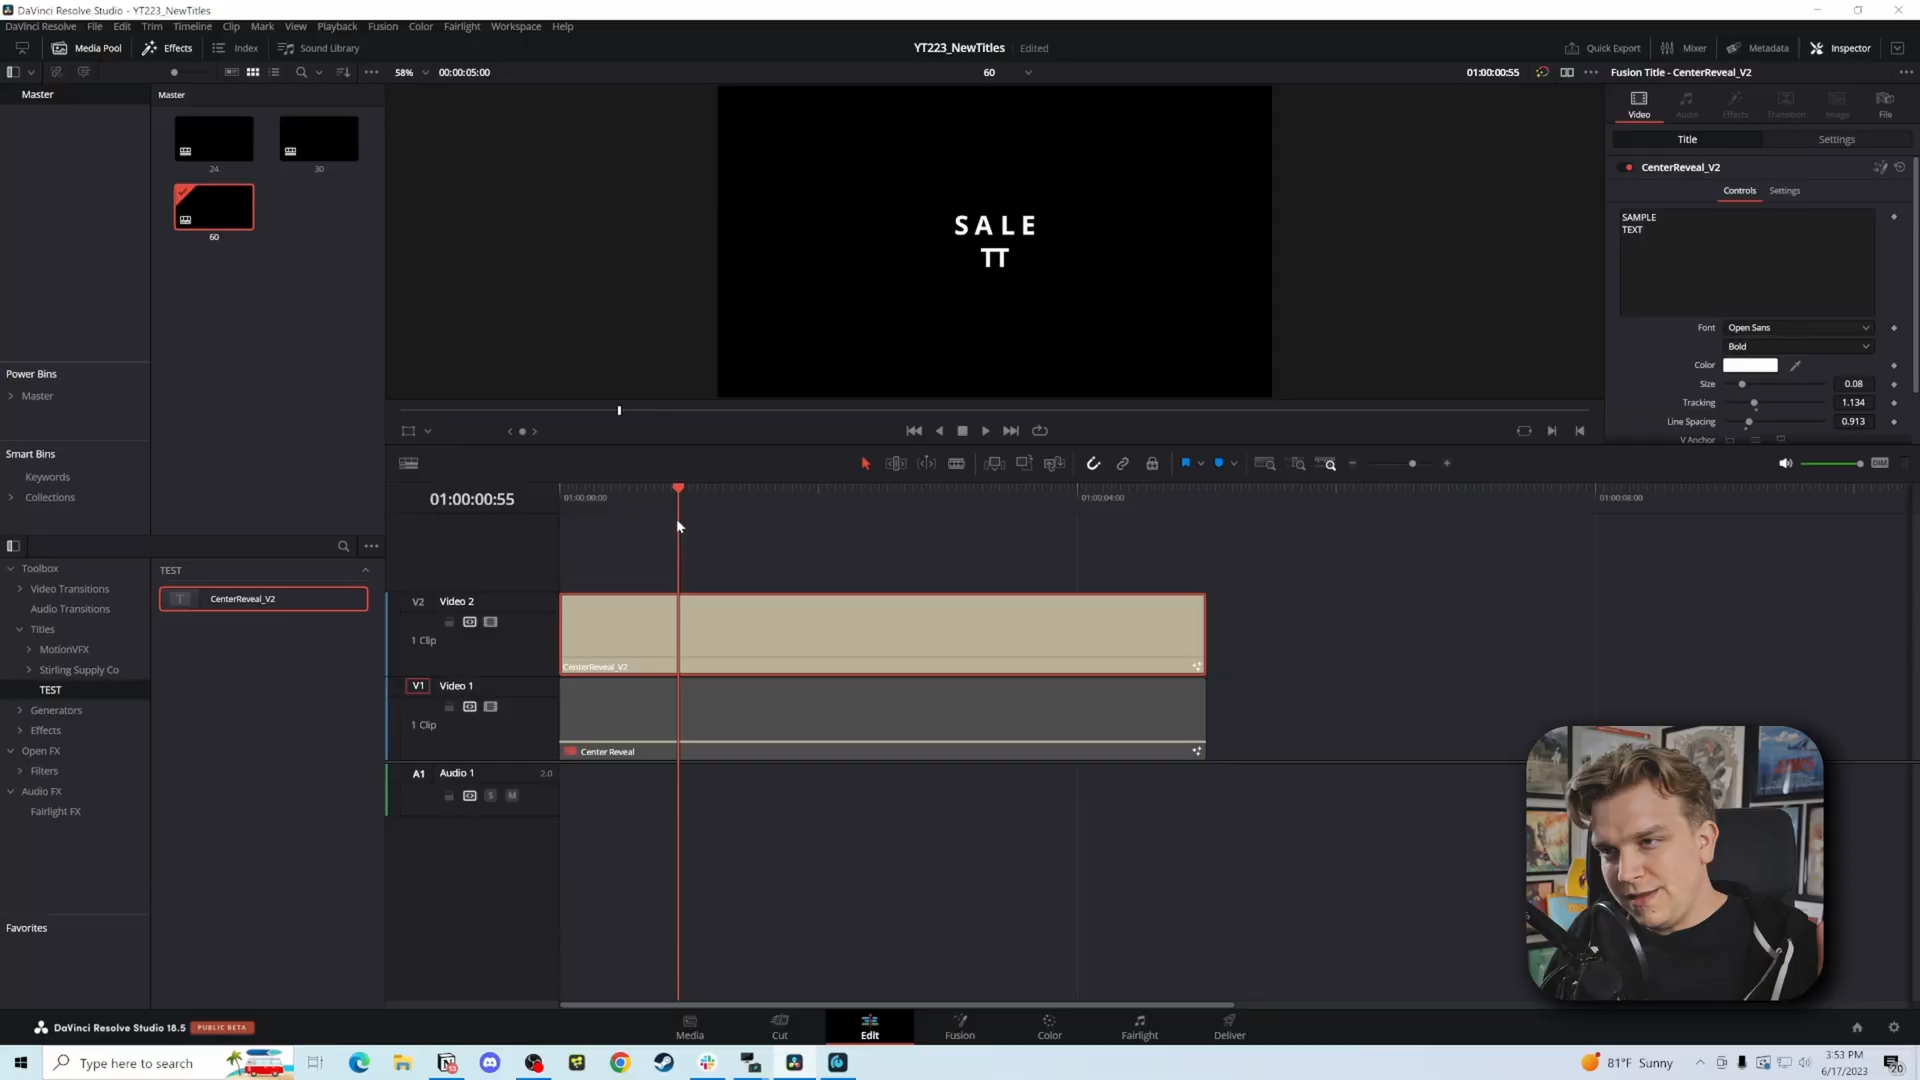 DaVinci Resolve Studio - YT223_NewTitles
DaVinci Resolve File Edit Trim Timeline Clip Mark View Playback Fusion Color Fairlight Workspace Help
Media Pool Effects Index Sound Library YT223_NewTitles Edited Quick Export Mixer Metadata Inspector
58% 00:00:05:00 60 01:00:00:55 Fusion Title - CenterReveal_V2
Master Master
Video Audio Effects Transition Image File
Title Settings
24 30
CenterReveal_V2
Controls Settings
SAMPLE
TEXT
60
SALE
TT
Font Open Sans
Bold
Color
Size 0.08
Tracking 1.134
Line Spacing 0.913
V Anchor
Power Bins
Master
Smart Bins
Keywords
Collections
DIM
01:00:00:55 01:00:00:00 01:00:04:00 01:00:08:00
Toolbox
Video Transitions
Audio Transitions
Titles
MotionVFX
Stirling Supply Co
TEST
Generators
Effects
Open FX
Filters
Audio FX
Fairlight FX
Favorites
TEST
T CenterReveal_V2
V2 Video 2
1 Clip
CenterReveal_V2
V1 Video 1
1 Clip
Center Reveal
A1 Audio 1 2.0
S M
DaVinci Resolve Studio 18.5 PUBLIC BETA
Media Cut Edit Fusion Color Fairlight Deliver
Type here to search
81°F Sunny
3:53 PM
6/17/2023
20